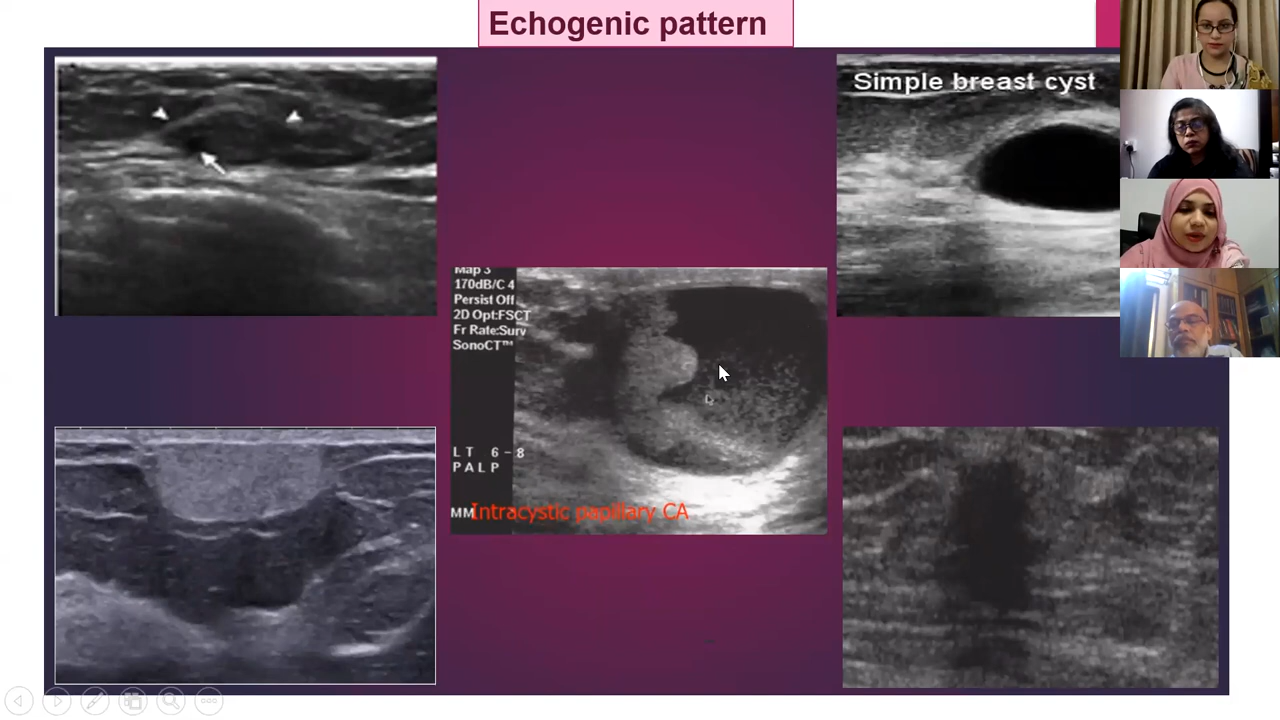 Echogenic pattern
Simple breast cyst
Map 3
170dB/C 4
Persist Off
2D Opt:FSCT
Fr Rate:Surv
SonoCT™
LT 6-8
PALP
MM
Intracystic papillary CA